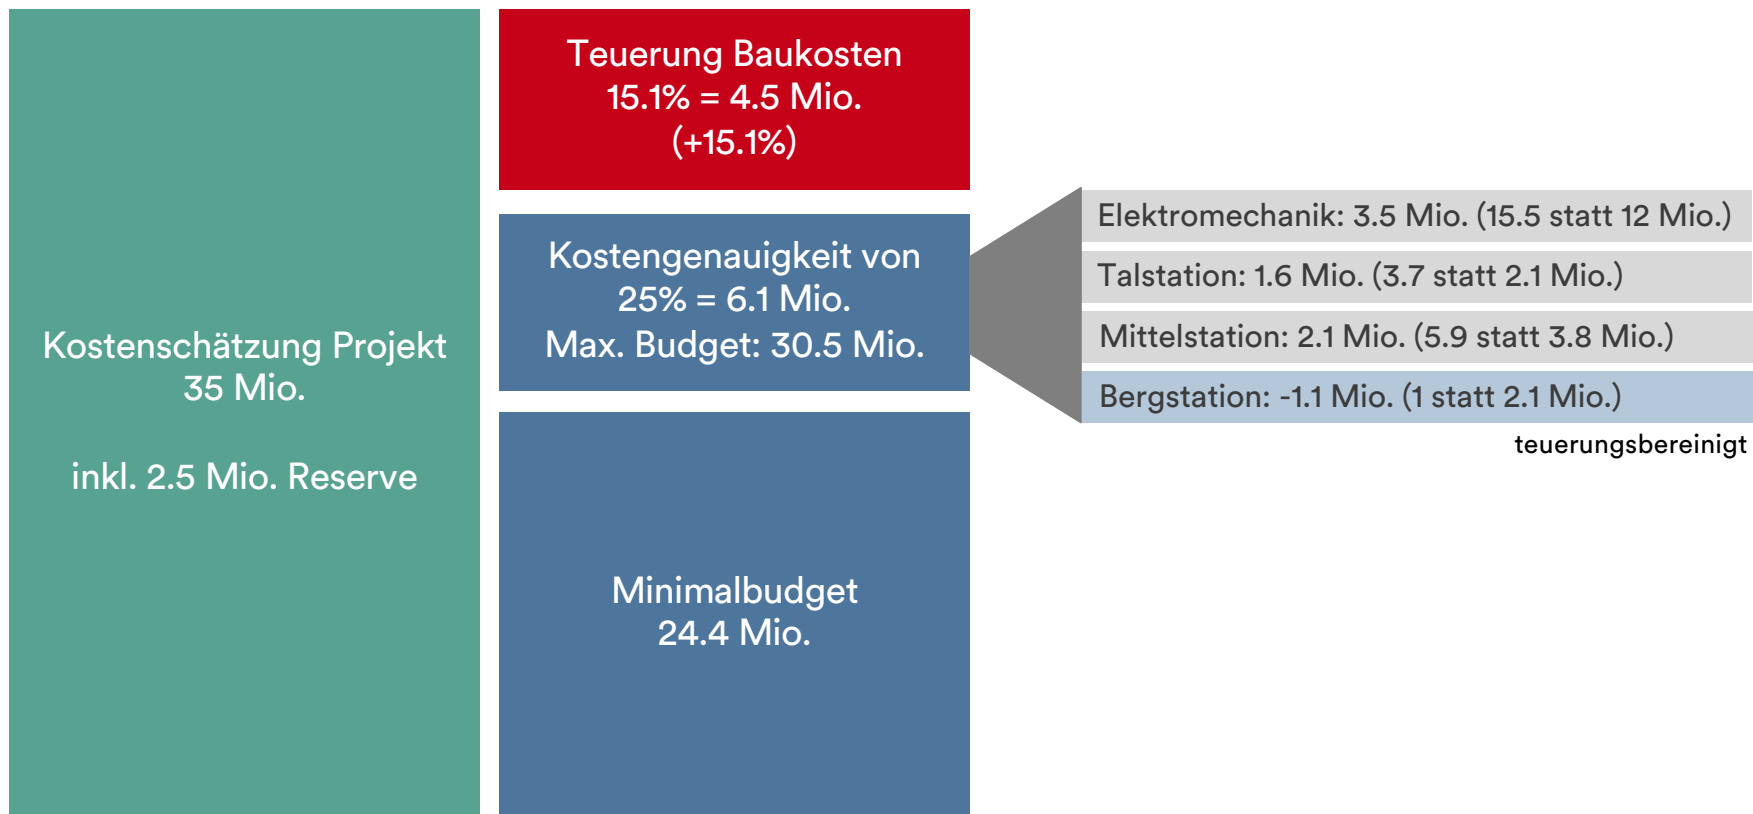 Kostenschätzung Projekt
35 Mio.
inkl. 2.5 Mio. Reserve
Teuerung Baukosten
15.1% = 4.5 Mio.
(+15.1%)
Kostengenauigkeit von
25% = 6.1 Mio.
Max. Budget: 30.5 Mio.
Minimalbudget
24.4 Mio.
Elektromechanik: 3.5 Mio. (15.5 statt 12 Mio.)
Talstation: 1.6 Mio. (3.7 statt 2.1 Mio.)
Mittelstation: 2.1 Mio. (5.9 statt 3.8 Mio.)
Bergstation: -1.1 Mio. (1 statt 2.1 Mio.)
teuerungsbereinigt